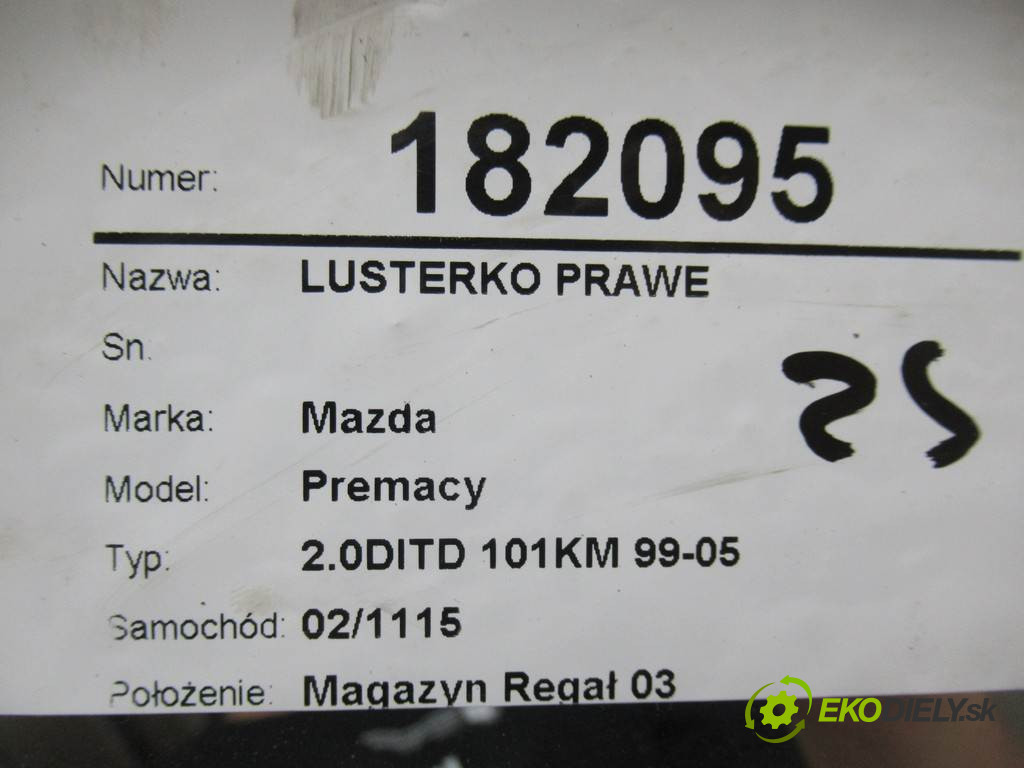 Numer: 182095
Nazwa: LUSTERKO PRAWE
Sn.
Marka: Mazda
Model: Premacy
Typ: 2.0DITD 101KM 99-05
Samochód: 02/1115
Położenie: Magazyn Regał 03
EKODIELY.sk